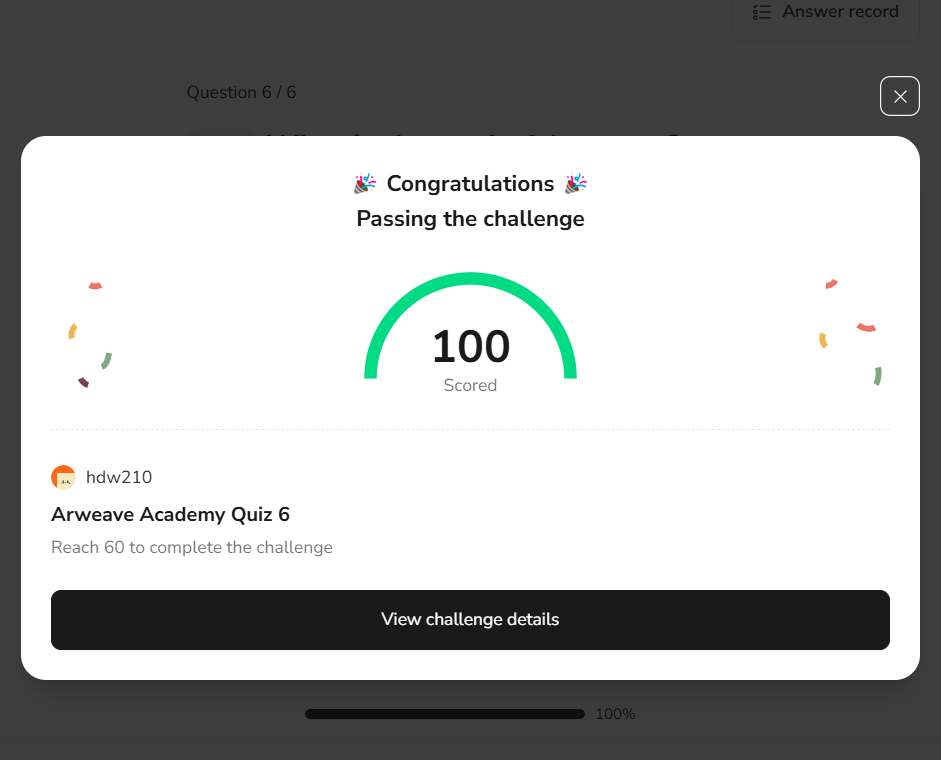 Answer record
Question 6 / 6
Congratulations
Passing the challenge
100
Scored
hdw210
Arweave Academy Quiz 6
Reach 60 to complete the challenge
View challenge details
100%